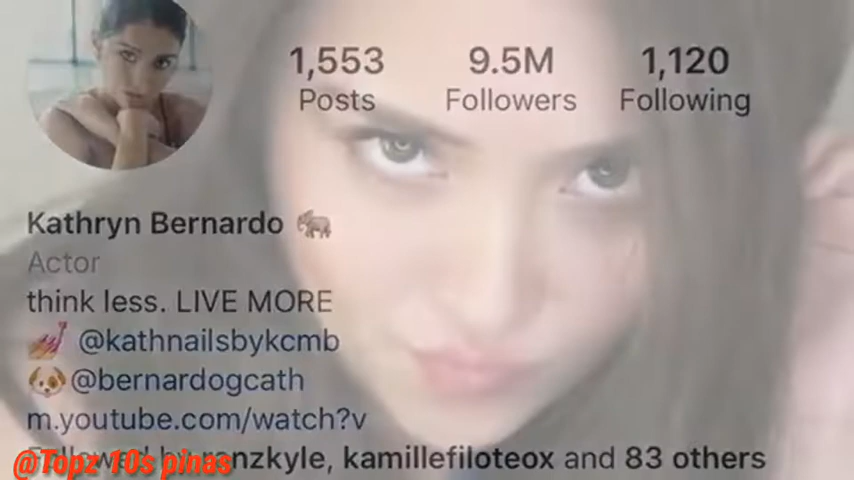 1,553 9.5M 1,120
Posts Followers Following
Kathryn Bernardo 🐘
Actor
think less. LIVE MORE
💅 @kathnailsbykcmb
🐶@bernardogcath
m.youtube.com/watch?v
nzkyle, kamillefiloteox and 83 others
@Topz 10s pinas